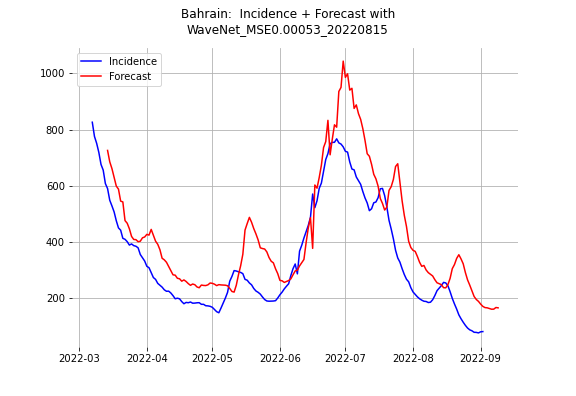 Bahrain:  Incidence + Forecast with
WaveNet_MSE0.00053_20220815
Incidence
Forecast
1000
800
600
400
200
2022-03 2022-04 2022-05 2022-06 2022-07 2022-08 2022-09